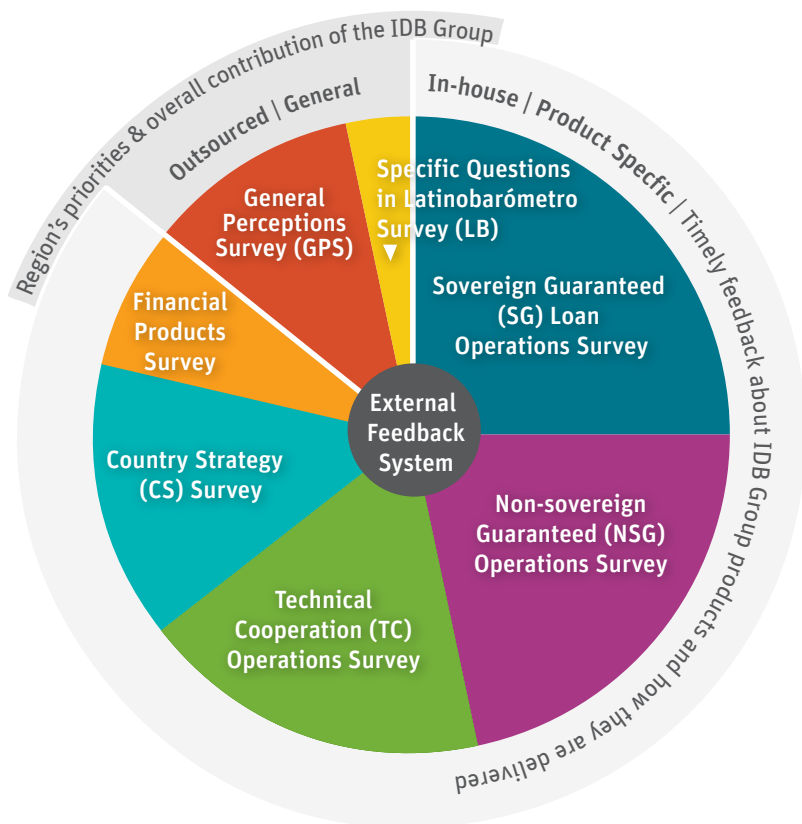 Region's priorities & overall contribution of the IDB Group
Outsourced | General
In-house | Product Specfic | Timely feedback about IDB Group products and how they are delivered
General
Perceptions
Survey (GPS)
Specific Questions
in Latinobarómetro
Survey (LB)
Sovereign Guaranteed
(SG) Loan
Operations Survey
Financial
Products
Survey
External
Feedback
System
Country Strategy
(CS) Survey
Non-sovereign
Guaranteed (NSG)
Operations Survey
Technical
Cooperation (TC)
Operations Survey